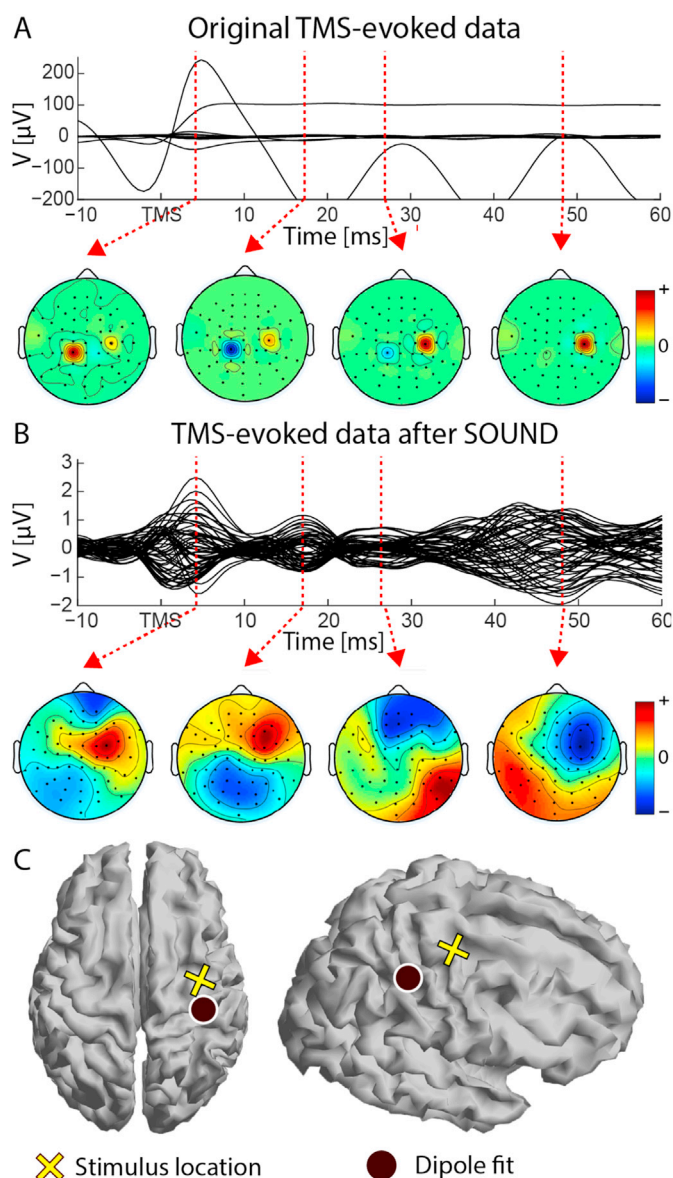 A
Original TMS-evoked data
V [µV]
200
100
0
−100
−200
−10 TMS 10 20 30 40 50 60
Time [ms]
+
0
−
B
TMS-evoked data after SOUND
V [µV]
3
2
1
0
−1
−2
−10 TMS 10 20 30 40 50 60
Time [ms]
+
0
−
C
Stimulus location
Dipole fit